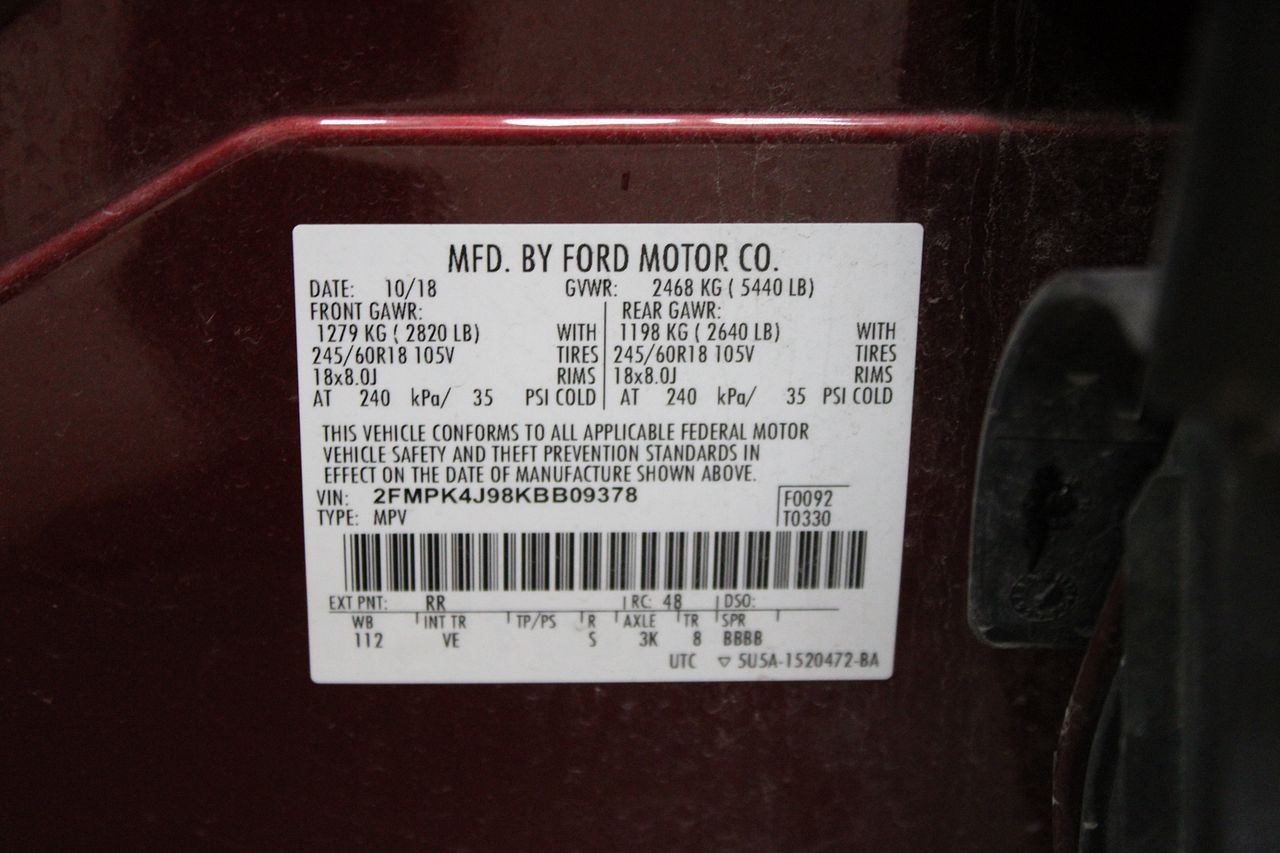 MFD. BY FORD MOTOR CO.
DATE: 10/18 GVWR: 2468 KG ( 5440 LB)
FRONT GAWR: REAR GAWR:
1279 KG ( 2820 LB) WITH 1198 KG ( 2640 LB) WITH
245/60R18 105V TIRES 245/60R18 105V TIRES
18x8.0J RIMS 18x8.0J RIMS
AT 240 kPa/ 35 PSI COLD AT 240 kPa/ 35 PSI COLD
THIS VEHICLE CONFORMS TO ALL APPLICABLE FEDERAL MOTOR
VEHICLE SAFETY AND THEFT PREVENTION STANDARDS IN
EFFECT ON THE DATE OF MANUFACTURE SHOWN ABOVE.
VIN: 2FMPK4J98KBB09378 F0092
TYPE: MPV T0330
EXT PNT: RR RC: 48 DSO:
WB INT TR TP/PS R AXLE TR SPR
112 VE S 3K 8 BBBB
UTC ▽ 5U5A-1520472-BA